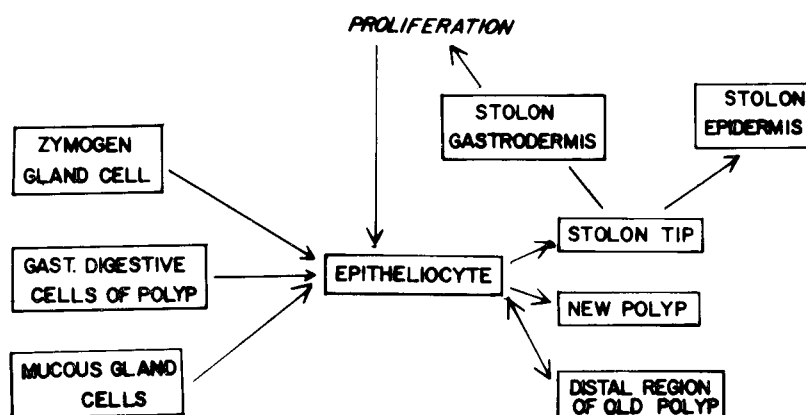 PROLIFERATION
STOLON
GASTRODERMIS
STOLON
EPIDERMIS
ZYMOGEN
GLAND CELL
STOLON TIP
GAST. DIGESTIVE
CELLS OF POLYP
EPITHELIOCYTE
NEW POLYP
MUCOUS GLAND
CELLS
DISTAL REGION
OF OLD POLYP